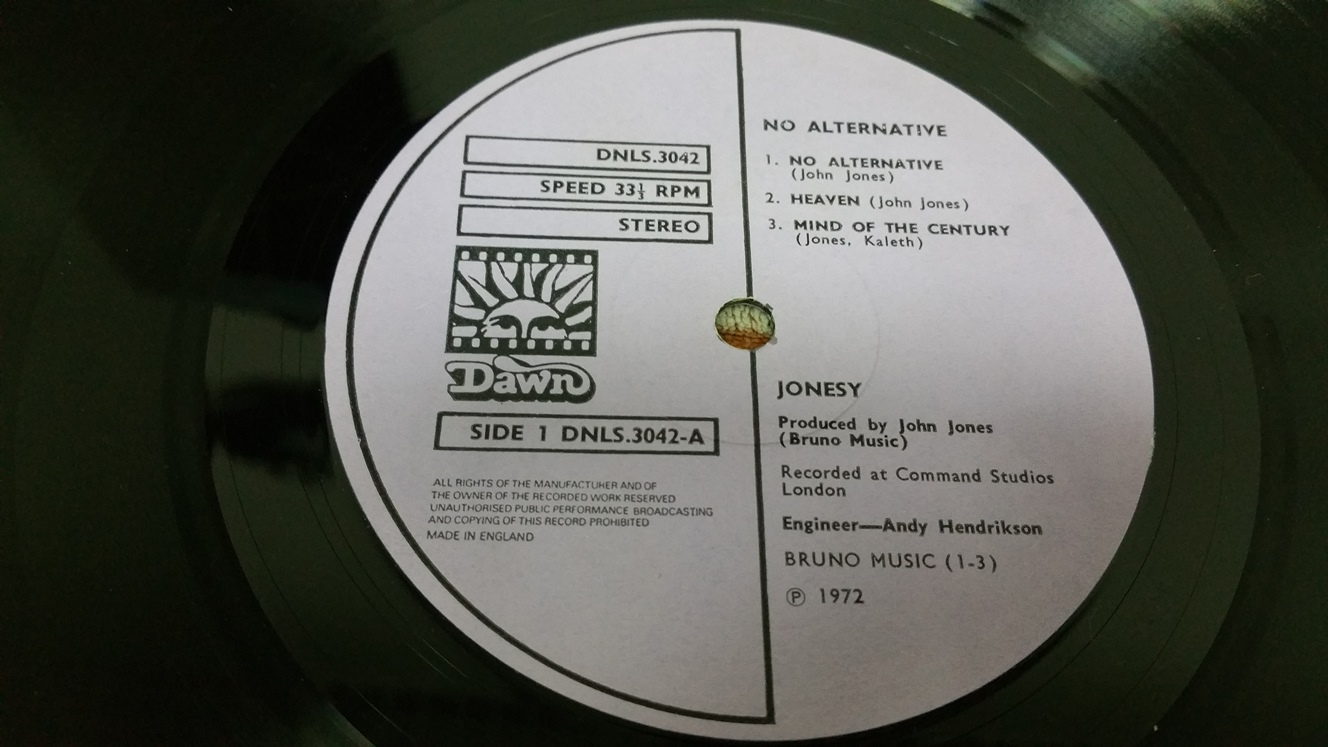 DNLS.3042
SPEED 33⅓ RPM
STEREO
Dawn
SIDE 1 DNLS.3042-A
ALL RIGHTS OF THE MANUFACTURER AND OF
THE OWNER OF THE RECORDED WORK RESERVED
UNAUTHORISED PUBLIC PERFORMANCE BROADCASTING
AND COPYING OF THIS RECORD PROHIBITED
MADE IN ENGLAND
NO ALTERNATIVE
1. NO ALTERNATIVE
(John Jones)
2. HEAVEN (John Jones)
3. MIND OF THE CENTURY
(Jones, Kaleth)
JONESY
Produced by John Jones
(Bruno Music)
Recorded at Command Studios
London
Engineer—Andy Hendrikson
BRUNO MUSIC (1-3)
Ⓟ 1972